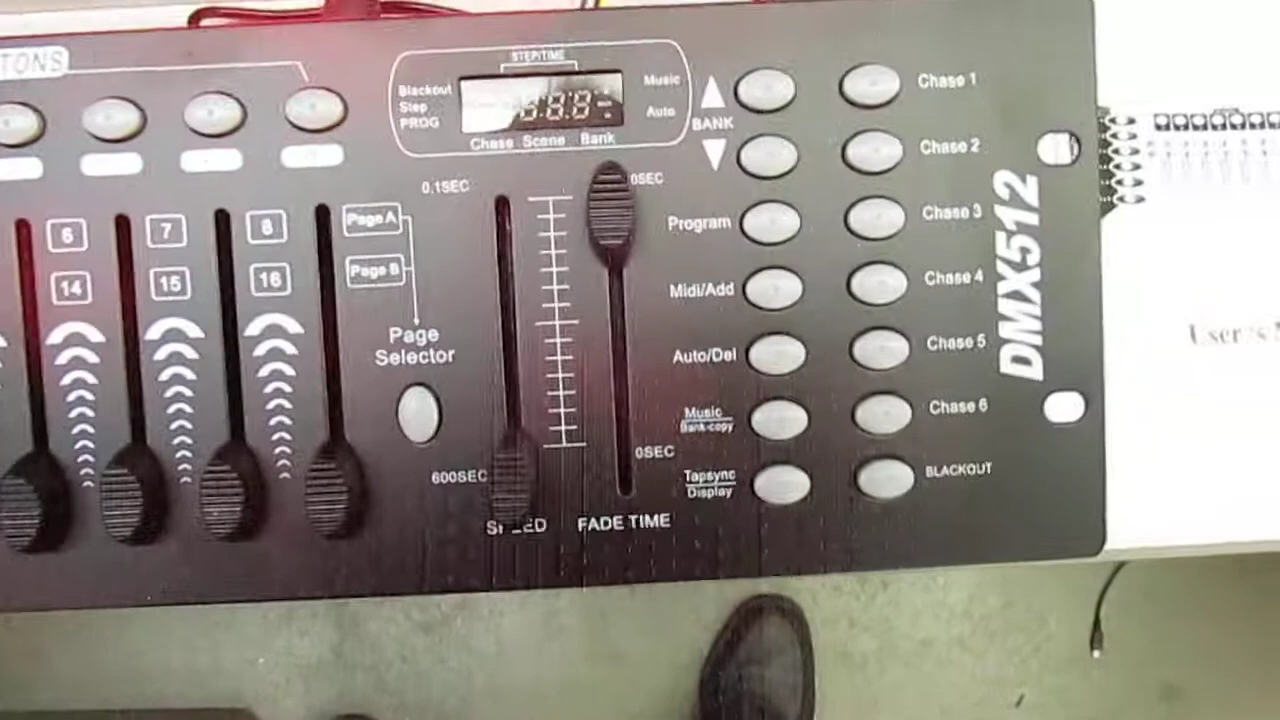 TONS
STEP/TIME
Blackout
Step
PROG
Music
Auto
Chase Scene Bank
BANK
Chase 1
Chase 2
Chase 3
Chase 4
Chase 5
Chase 6
BLACKOUT
Program
Midi/Add
Auto/Del
Music
Bank-copy
Tapsync
Display
0.1SEC
600SEC
SPEED
0SEC
0SEC
FADE TIME
6
7
8
14
15
16
Page A
Page B
Page
Selector
DMX512